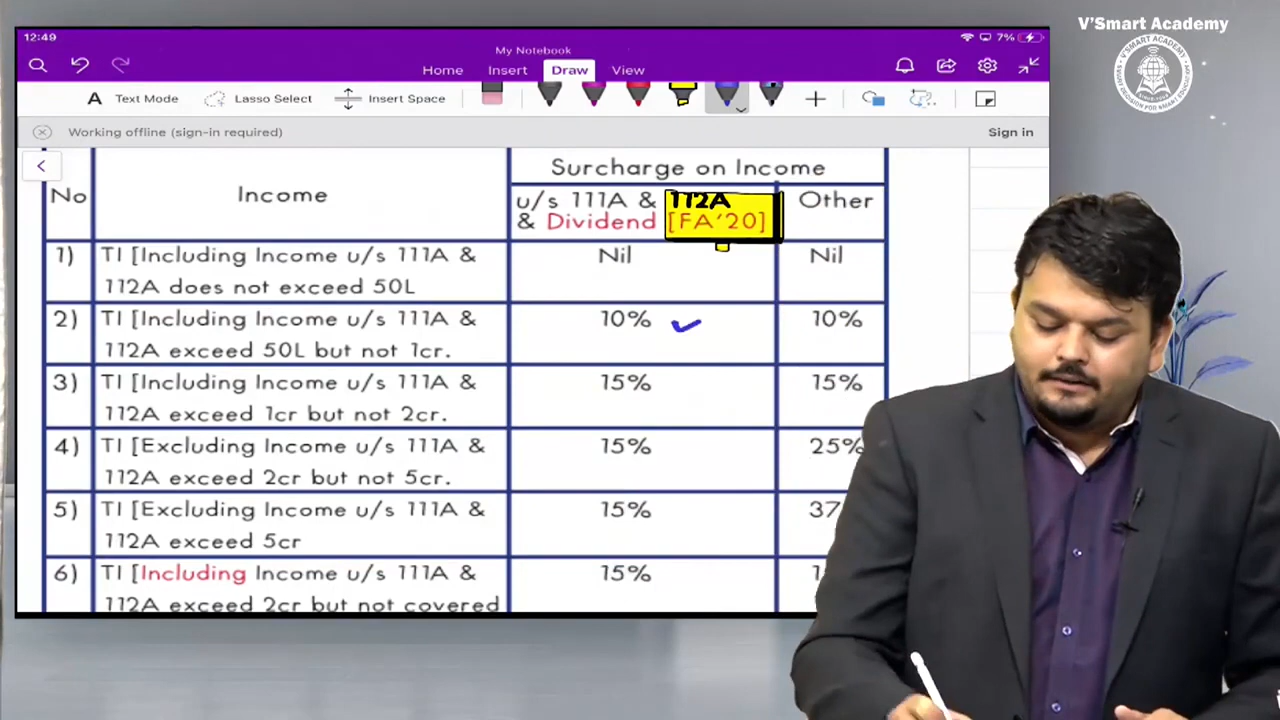 V'Smart Academy
12:49
7%
My Notebook
Home Insert Draw View
Text Mode Lasso Select Insert Space
Working offline (sign-in required) Sign in
No Income Surcharge on Income
u/s 111A & 112A Other
& Dividend [FA'20]
1) TI [Including Income u/s 111A & Nil Nil
112A does not exceed 50L
2) TI [Including Income u/s 111A & 10% 10%
112A exceed 50L but not 1cr.
3) TI [Including Income u/s 111A & 15% 15%
112A exceed 1cr but not 2cr.
4) TI [Excluding Income u/s 111A & 15% 25%
112A exceed 2cr but not 5cr.
5) TI [Excluding Income u/s 111A & 15% 37
112A exceed 5cr
6) TI [Including Income u/s 111A & 15%
112A exceed 2cr but not covered